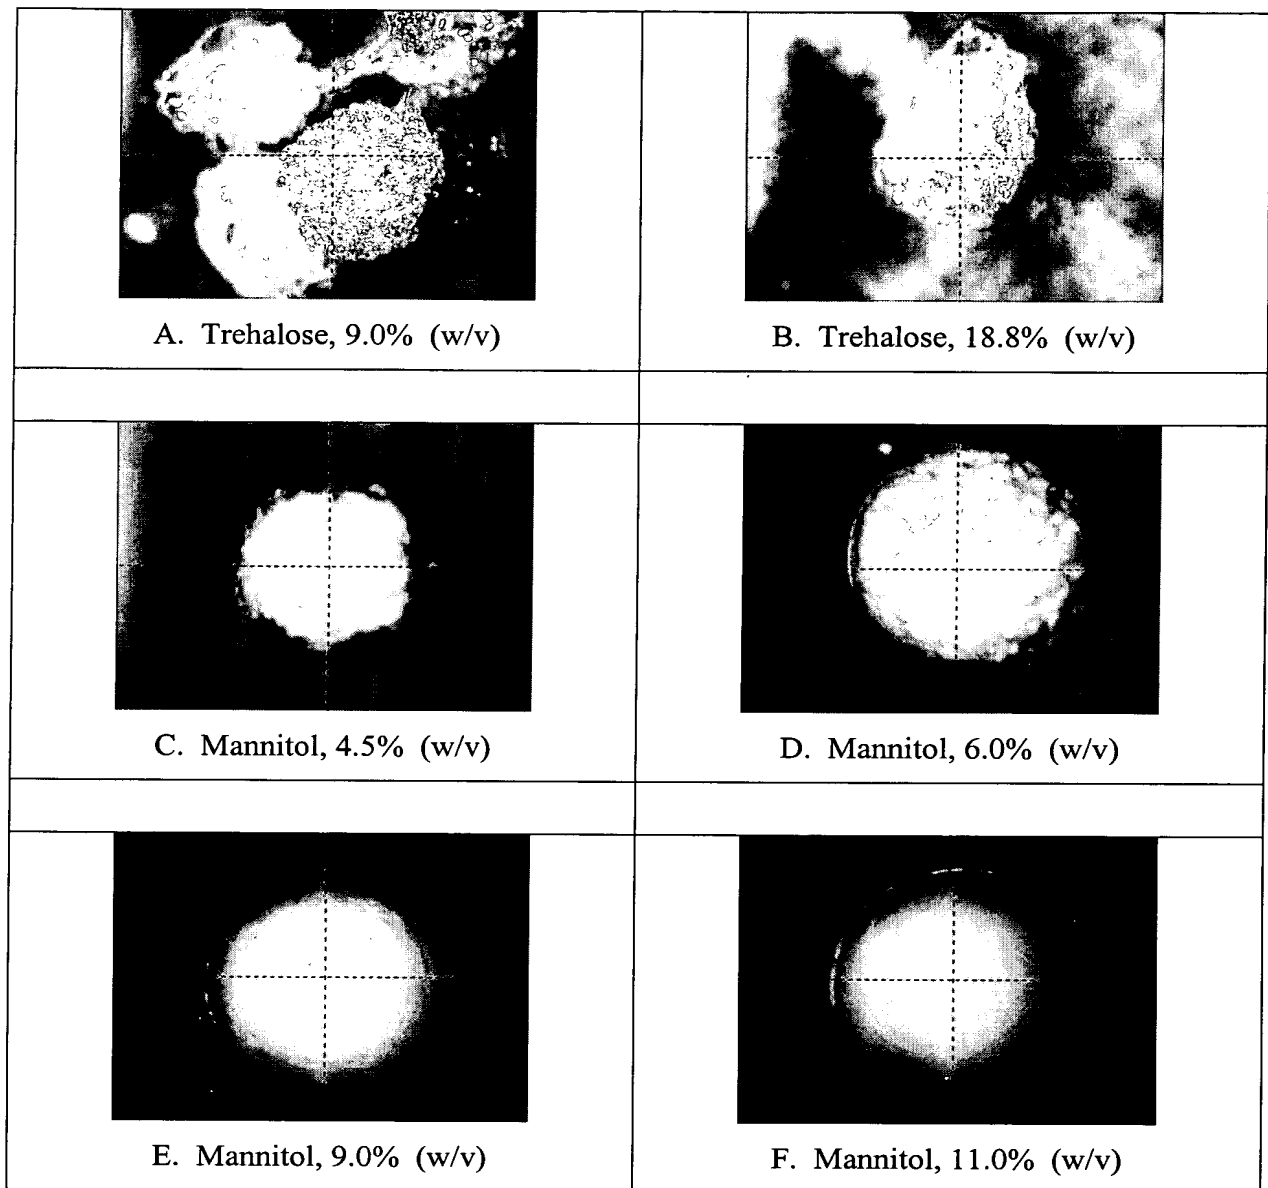 A. Trehalose, 9.0% (w/v)
B. Trehalose, 18.8% (w/v)
C. Mannitol, 4.5% (w/v)
D. Mannitol, 6.0% (w/v)
E. Mannitol, 9.0% (w/v)
F. Mannitol, 11.0% (w/v)